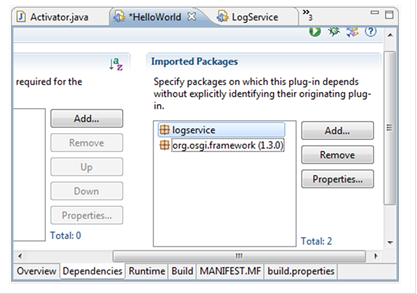 Activator.java
*HelloWorld
LogService
»3
a
z
required for the
Add...
Remove
Up
Down
Properties...
Total: 0
Imported Packages
Specify packages on which this plug-in depends
without explicitly identifying their originating plug-
in.
logservice
org.osgi.framework (1.3.0)
Add...
Remove
Properties...
Total: 2
Overview Dependencies Runtime Build MANIFEST.MF build.properties